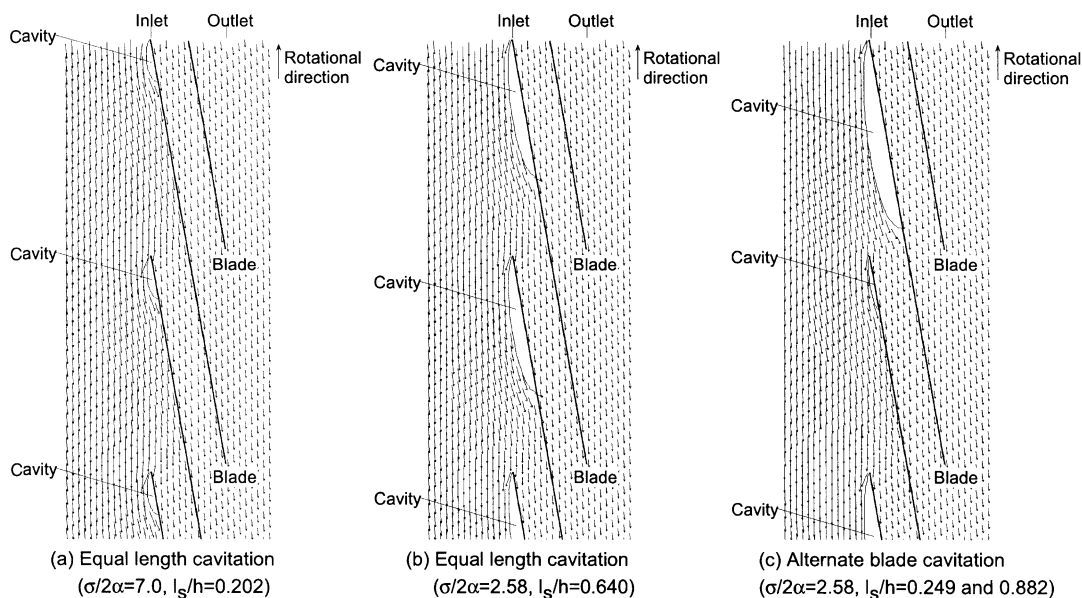 Inlet Outlet
Cavity
Rotational
direction
Cavity
Blade
Cavity
Blade
(a) Equal length cavitation
(σ/2α=7.0, ls/h=0.202)
Inlet Outlet
Cavity
Rotational
direction
Cavity
Blade
Cavity
Blade
(b) Equal length cavitation
(σ/2α=2.58, ls/h=0.640)
Inlet Outlet
Rotational
direction
Cavity
Cavity
Blade
Blade
Cavity
(c) Alternate blade cavitation
(σ/2α=2.58, ls/h=0.249 and 0.882)